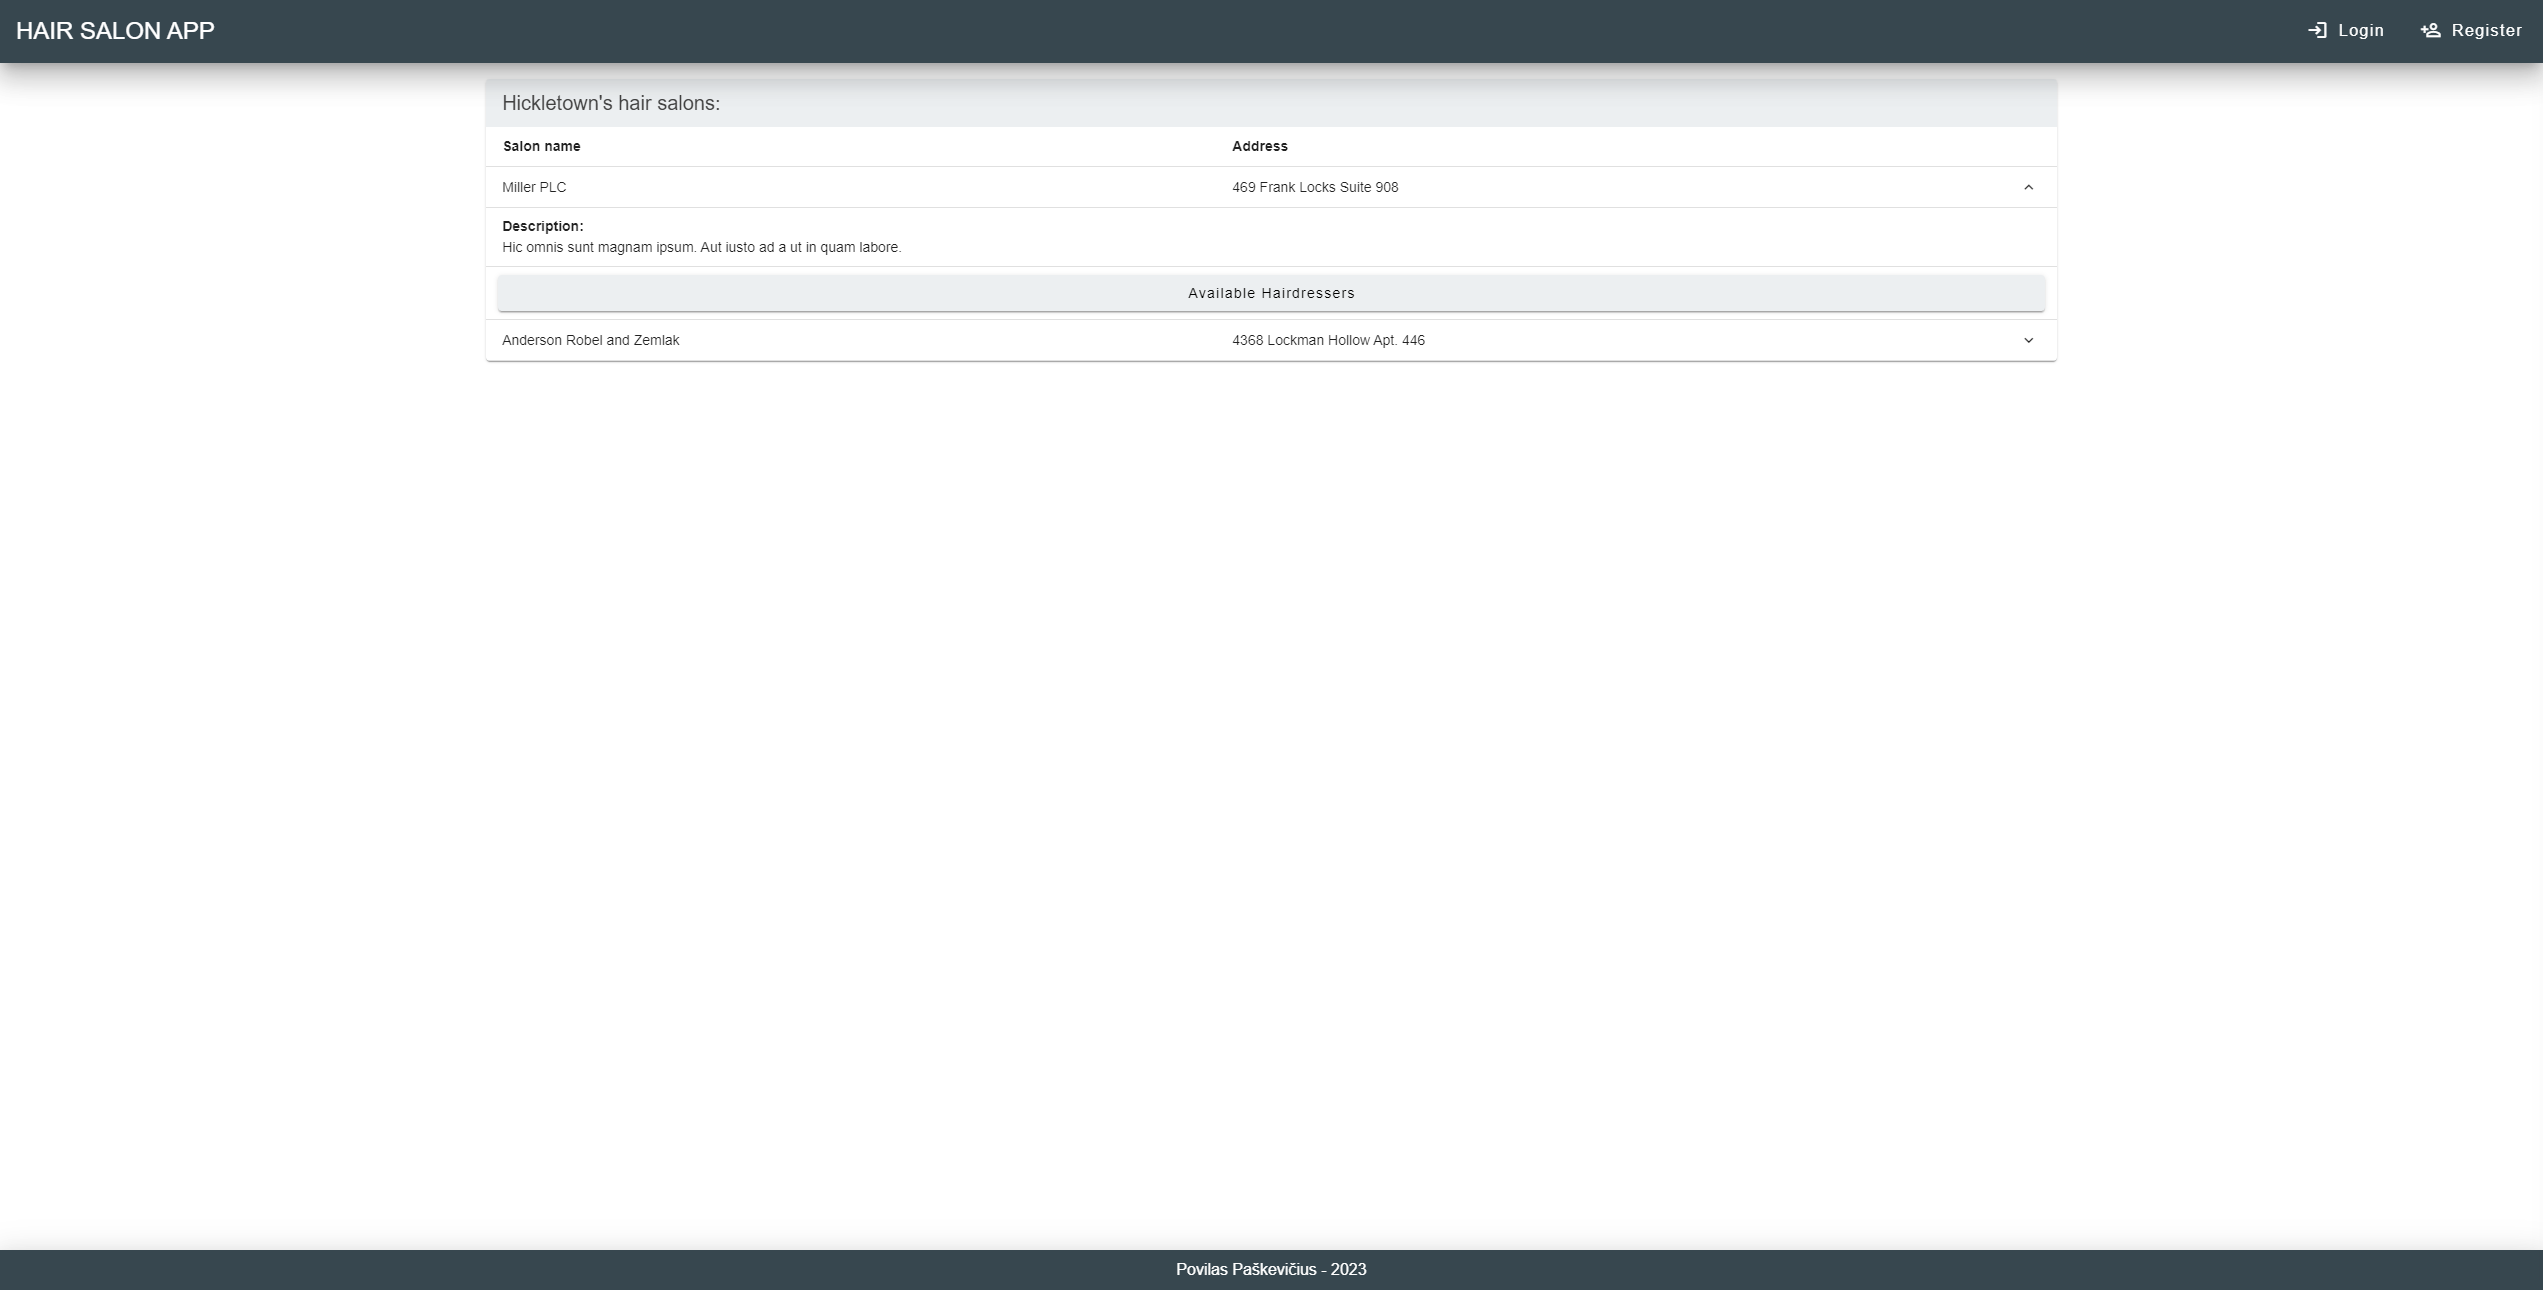 HAIR SALON APP
Login
Register
Hickletown's hair salons:
Salon name
Address
Miller PLC
469 Frank Locks Suite 908
Description:
Hic omnis sunt magnam ipsum. Aut iusto ad a ut in quam labore.
Available Hairdressers
Anderson Robel and Zemlak
4368 Lockman Hollow Apt. 446
Povilas Paškevičius - 2023